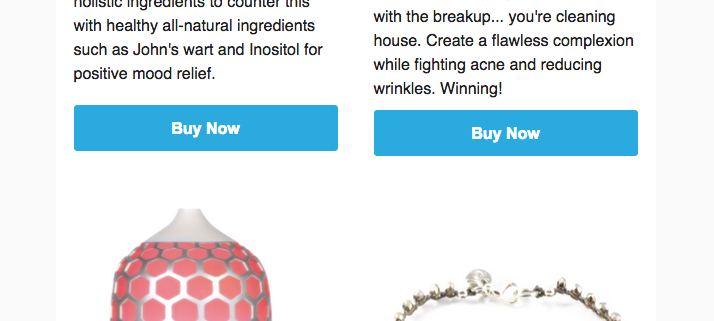 holistic ingredients to counter this
with healthy all-natural ingredients
such as John's wart and Inositol for
positive mood relief.
Buy Now
with the breakup... you're cleaning
house. Create a flawless complexion
while fighting acne and reducing
wrinkles. Winning!
Buy Now